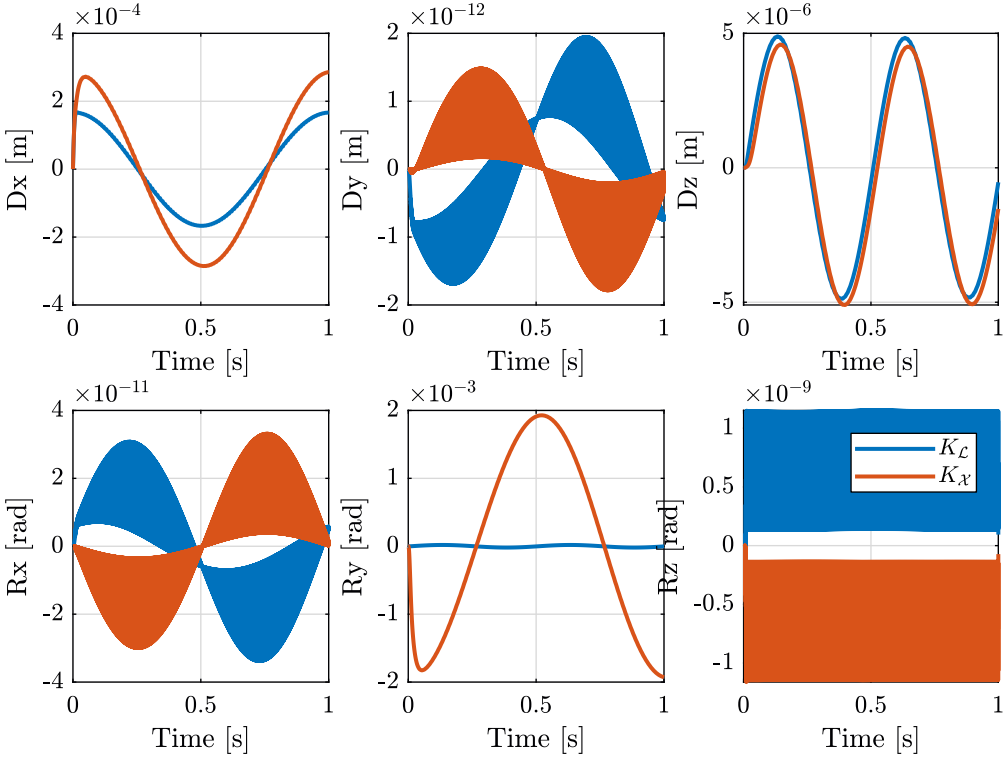 ×10⁻⁴
4
2
0
-2
-4
Dx [m]
0 0.5 1
Time [s]
×10⁻¹²
2
1
0
-1
-2
Dy [m]
0 0.5 1
Time [s]
×10⁻⁶
5
0
-5
Dz [m]
0 0.5 1
Time [s]
×10⁻¹¹
4
2
0
-2
-4
Rx [rad]
0 0.5 1
Time [s]
×10⁻³
2
1
0
-1
-2
Ry [rad]
0 0.5 1
Time [s]
×10⁻⁹
1
0.5
0
-0.5
-1
Rz [rad]
K_ℒ
K_𝒳
0 0.5 1
Time [s]